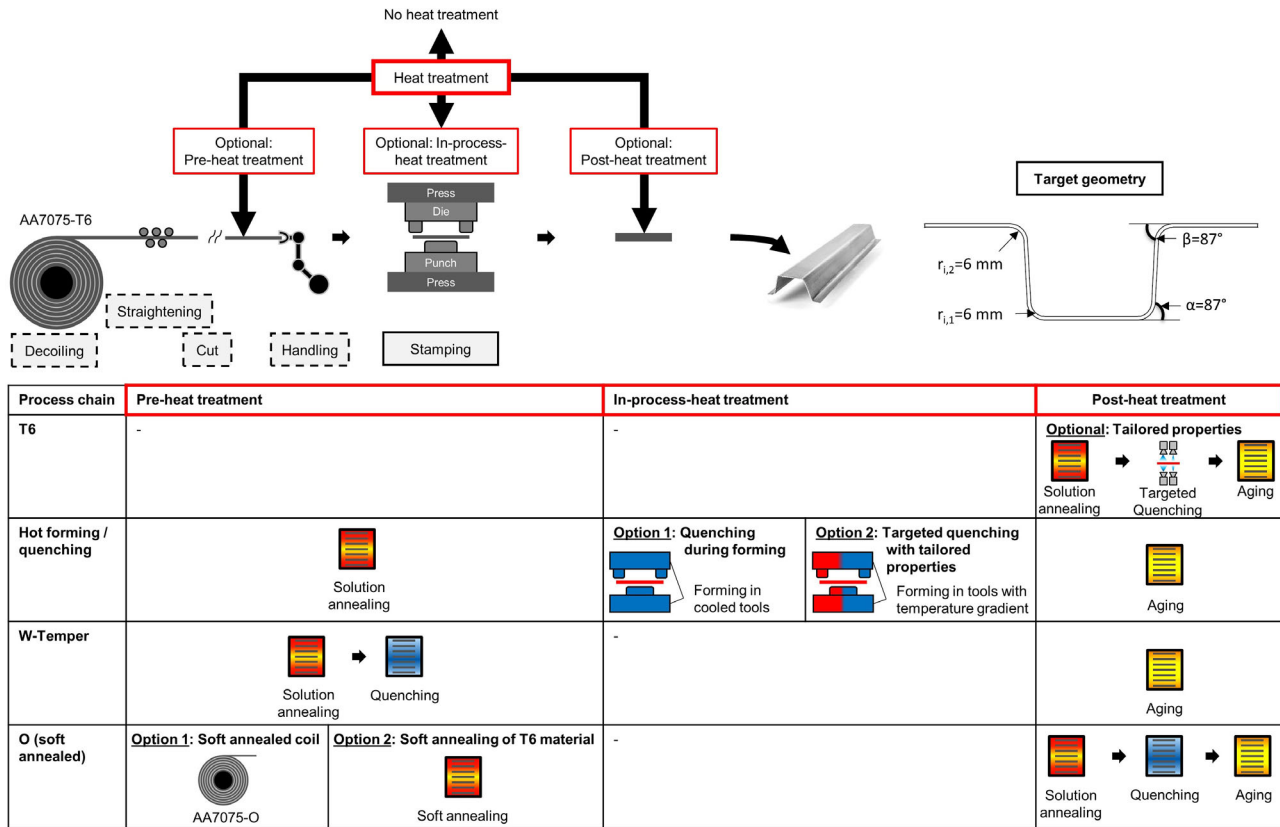 No heat treatment
Heat treatment
Optional:
Pre-heat treatment
Optional: In-process-
heat treatment
Optional:
Post-heat treatment
AA7075-T6
Press
Die
Punch
Press
Straightening
Decoiling
Cut
Handling
Stamping
Target geometry
β=87°
ri,2=6 mm
ri,1=6 mm
α=87°
Process chain
Pre-heat treatment
In-process-heat treatment
Post-heat treatment
T6
-
-
Optional: Tailored properties
Solution
annealing
Targeted
Quenching
Aging
Hot forming /
quenching
Solution
annealing
Option 1: Quenching
during forming
Forming in
cooled tools
Option 2: Targeted quenching
with tailored
properties
Forming in tools with
temperature gradient
Aging
W-Temper
Solution
annealing
Quenching
-
Aging
O (soft
annealed)
Option 1: Soft annealed coil
AA7075-O
Option 2: Soft annealing of T6 material
Soft annealing
-
Solution
annealing
Quenching
Aging